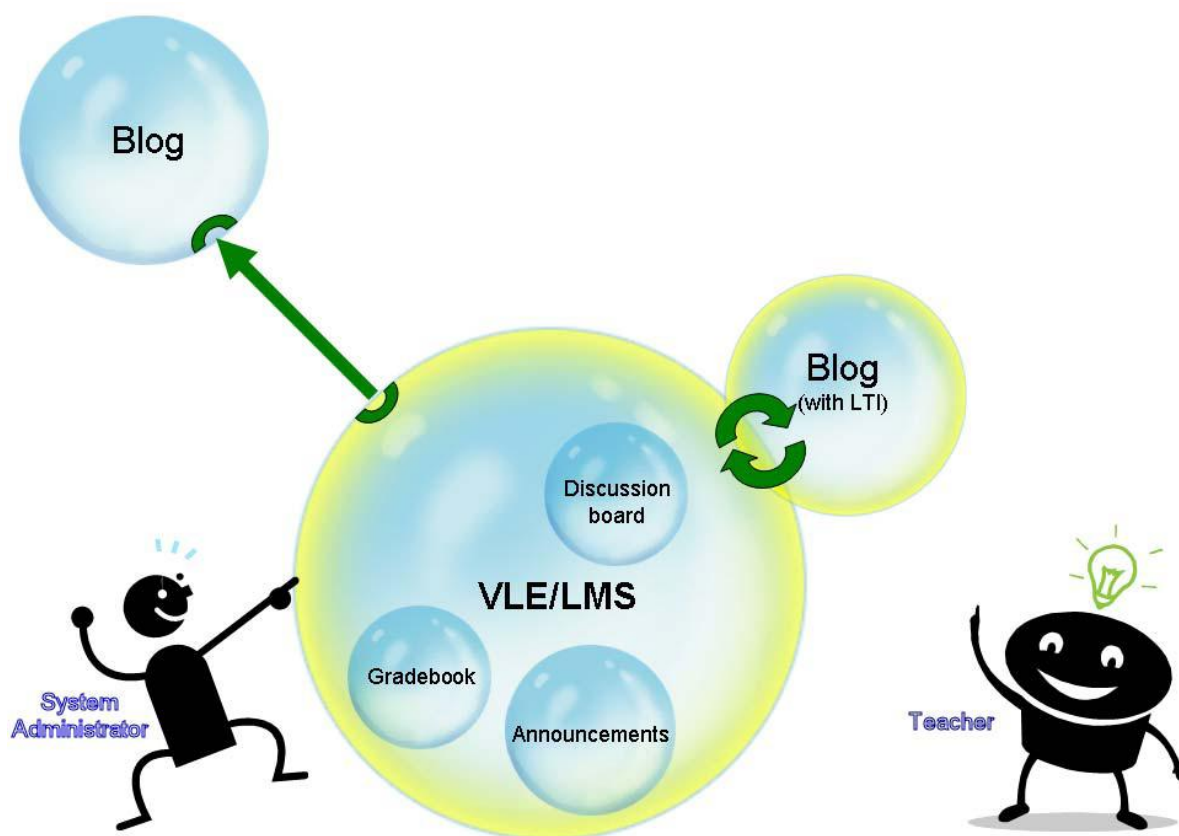 Blog
Blog
(with LTI)
Discussion
board
VLE/LMS
Gradebook
Announcements
System
Administrator
Teacher